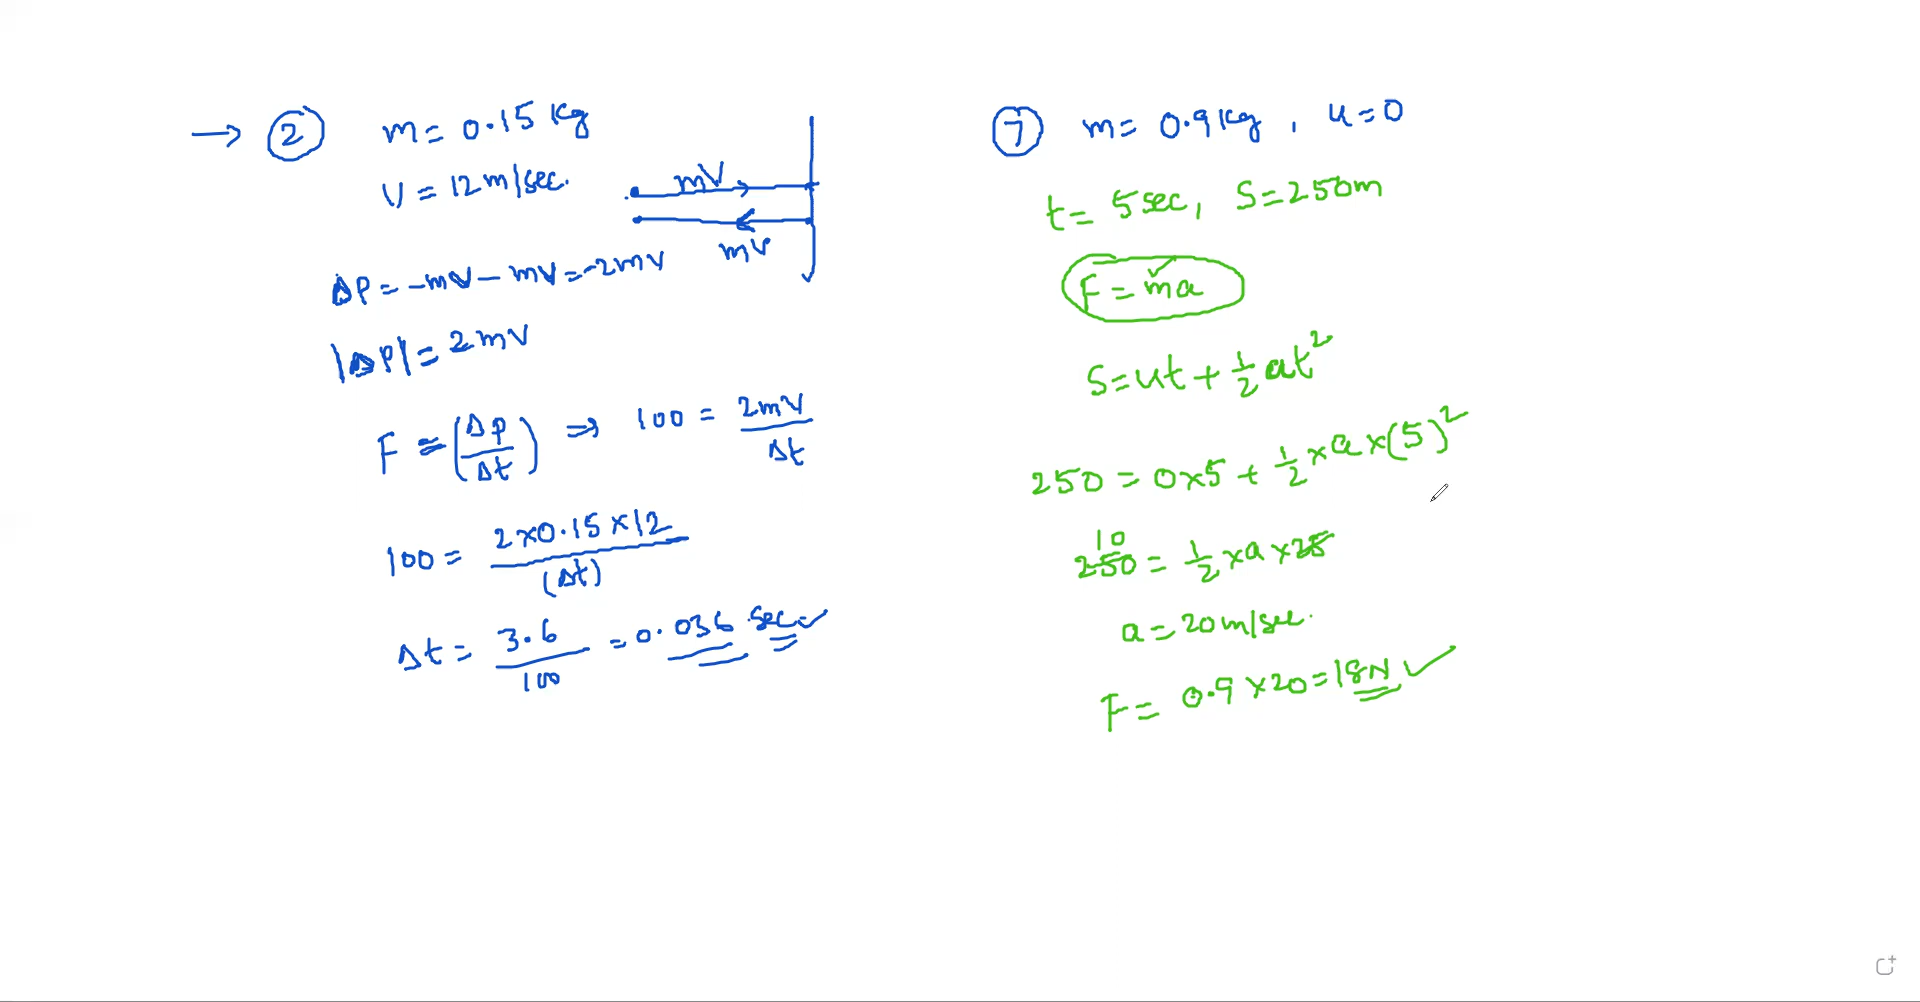 → ② m = 0.15 Kg
V = 12 m/sec.
mV
mV
ΔP = -mV - mV = -2mV
|ΔP| = 2mV
F = (Δp/Δt) ⇒ 100 = 2mV/Δt
100 = 2×0.15×12/(Δt)
Δt = 3.6/100 = 0.036 sec ✓
⑦ m = 0.9 Kg, u = 0
t = 5 sec, S = 250m
F = ma ✓
S = ut + 1/2 at²
250 = 0×5 + 1/2 × a × (5)²
10
250 = 1/2 × a × 25
a = 20 m/sec.
F = 0.9 × 20 = 18N ✓